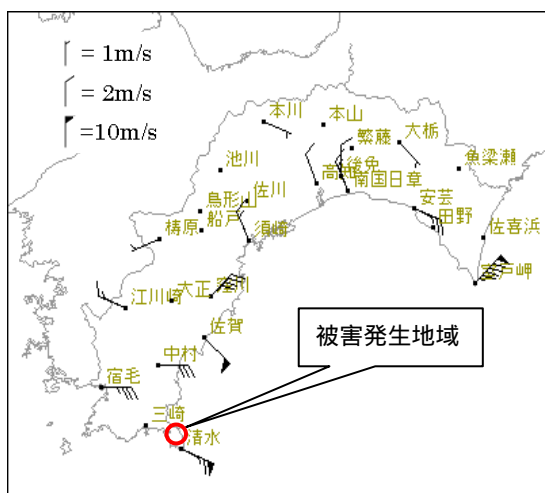 = 1m/s
= 2m/s
=10m/s
本川
本山
繁藤
大栃
魚梁瀬
池川
高知
後免
南国日章
佐川
鳥形山
船戸
須崎
安芸
田野
佐喜浜
梼原
室戸岬
江川崎
大正
窪川
佐賀
被害発生地域
中村
宿毛
三崎
清水